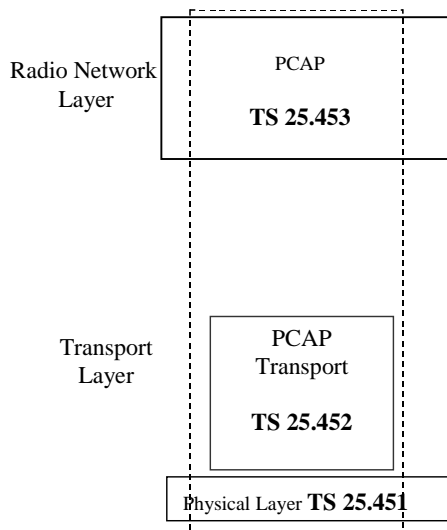 Radio Network
Layer
PCAP
TS 25.453
Transport
Layer
PCAP
Transport
TS 25.452
Physical Layer TS 25.451